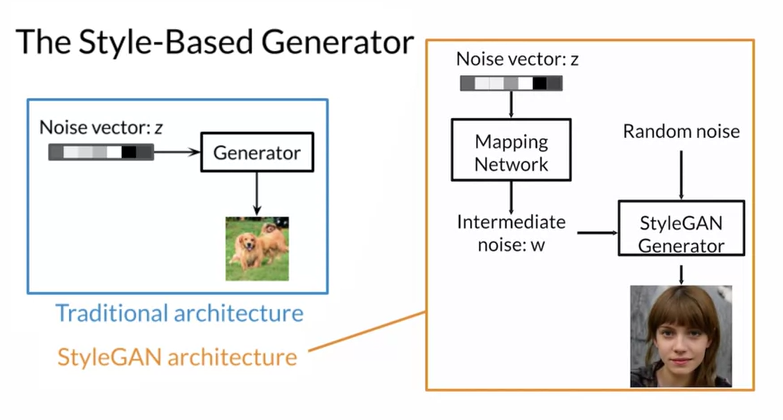 The Style-Based Generator
Noise vector: z
Generator
Traditional architecture
StyleGAN architecture
Noise vector: z
Mapping
Network
Intermediate
noise: w
Random noise
StyleGAN
Generator